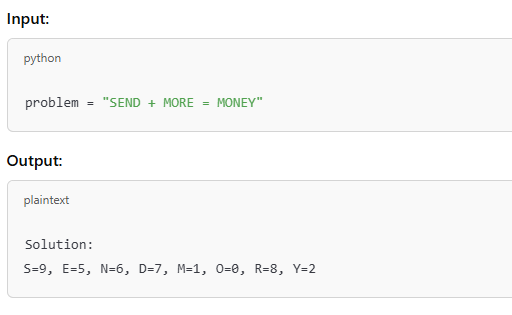 Input:
python
problem = "SEND + MORE = MONEY"
Output:
plaintext
Solution:
S=9, E=5, N=6, D=7, M=1, O=0, R=8, Y=2